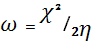 ω = χ²/2η